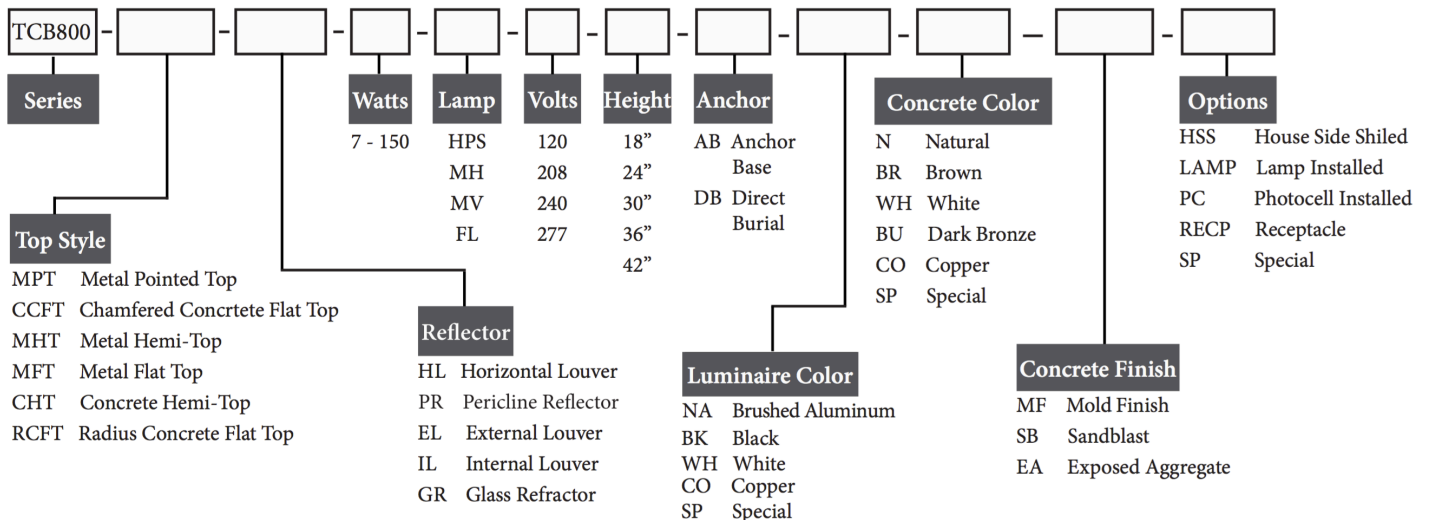 TCB800 - - - - - - - - - — -
Series
Watts
7 - 150
Lamp
HPS
MH
MV
FL
Volts
120
208
240
277
Height
18”
24”
30”
36”
42”
Anchor
AB Anchor
Base
DB Direct
Burial
Concrete Color
N Natural
BR Brown
WH White
BU Dark Bronze
CO Copper
SP Special
Options
HSS House Side Shiled
LAMP Lamp Installed
PC Photocell Installed
RECP Receptacle
SP Special
Top Style
MPT Metal Pointed Top
CCFT Chamfered Concrtete Flat Top
MHT Metal Hemi-Top
MFT Metal Flat Top
CHT Concrete Hemi-Top
RCFT Radius Concrete Flat Top
Reflector
HL Horizontal Louver
PR Pericline Reflector
EL External Louver
IL Internal Louver
GR Glass Refractor
Luminaire Color
NA Brushed Aluminum
BK Black
WH White
CO Copper
SP Special
Concrete Finish
MF Mold Finish
SB Sandblast
EA Exposed Aggregate